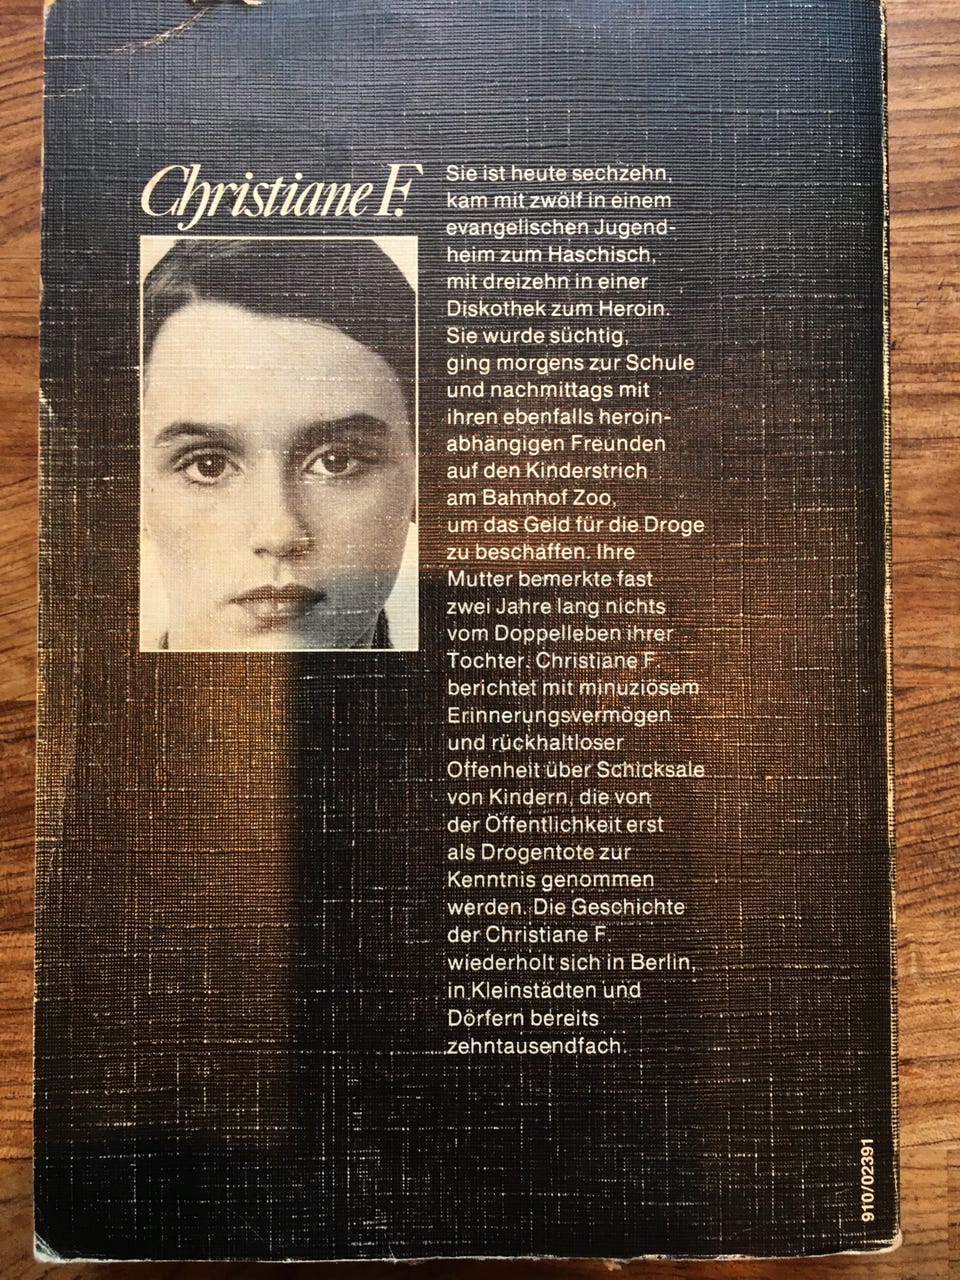 Christiane F.
Sie ist heute sechzehn,
kam mit zwölf in einem
evangelischen Jugend-
heim zum Haschisch,
mit dreizehn in einer
Diskothek zum Heroin.
Sie wurde süchtig,
ging morgens zur Schule
und nachmittags mit
ihren ebenfalls heroin-
abhängigen Freunden
auf den Kinderstrich
am Bahnhof Zoo,
um das Geld für die Droge
zu beschaffen. Ihre
Mutter bemerkte fast
zwei Jahre lang nichts
vom Doppelleben ihrer
Tochter. Christiane F.
berichtet mit minuziösem
Erinnerungsvermögen
und rückhaltloser
Offenheit über Schicksale
von Kindern, die von
der Öffentlichkeit erst
als Drogentote zur
Kenntnis genommen
werden. Die Geschichte
der Christiane F.
wiederholt sich in Berlin,
in Kleinstädten und
Dörfern bereits
zehntausendfach.
910/02391